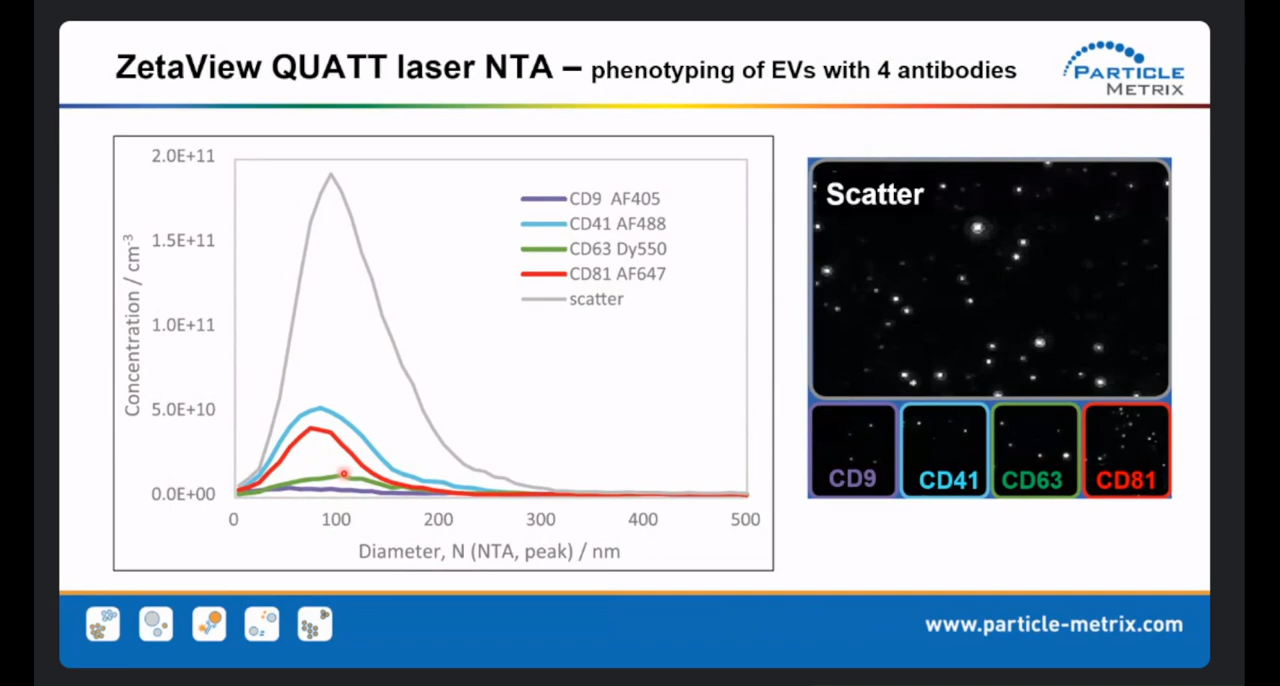 ZetaView QUATT laser NTA – phenotyping of EVs with 4 antibodies
PARTICLE
METRIX
2.0E+11
1.5E+11
1.0E+11
5.0E+10
0.0E+00
Concentration / cm-3
0 100 200 300 400 500
Diameter, N (NTA, peak) / nm
CD9 AF405
CD41 AF488
CD63 Dy550
CD81 AF647
scatter
Scatter
CD9 CD41 CD63 CD81
www.particle-metrix.com